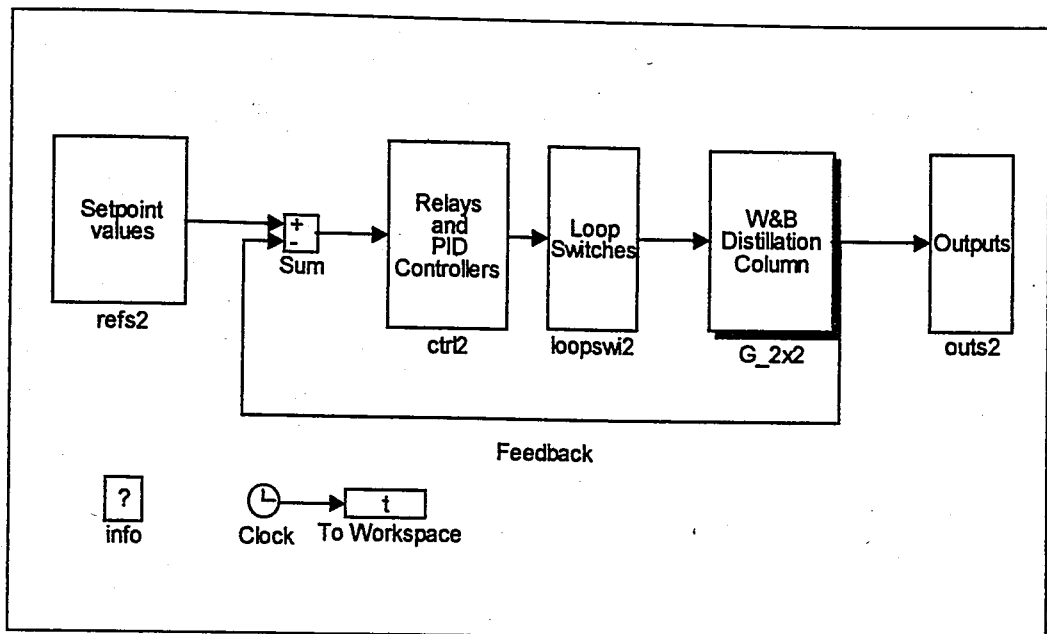 Setpoint
values
refs2
+
-
Sum
Relays
and
PID
Controllers
ctrl2
Loop
Switches
loopswi2
W&B
Distillation
Column
G_2x2
Outputs
outs2
Feedback
?
info
Clock
t
To Workspace